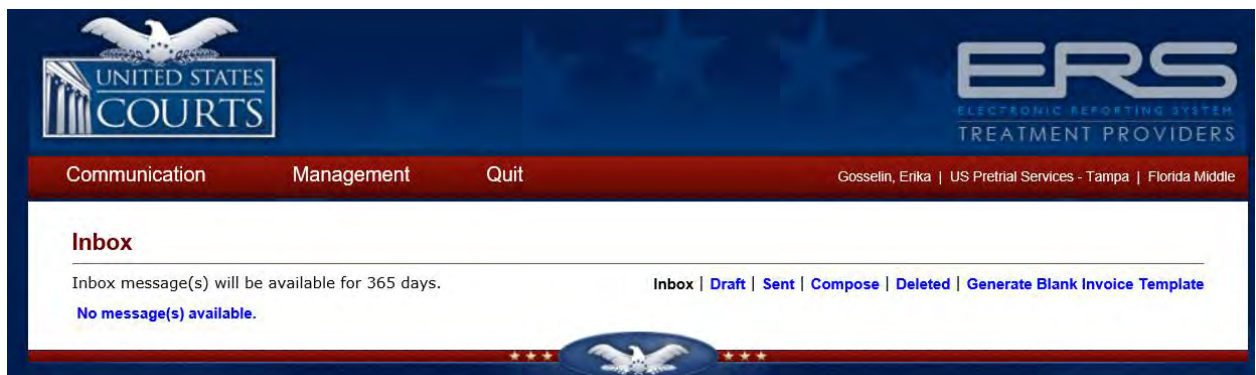 UNITED STATES
COURTS
ERS
ELECTRONIC REPORTING SYSTEM
TREATMENT PROVIDERS
Communication Management Quit Gosselin, Erika | US Pretrial Services - Tampa | Florida Middle
Inbox
Inbox message(s) will be available for 365 days. Inbox | Draft | Sent | Compose | Deleted | Generate Blank Invoice Template
No message(s) available.